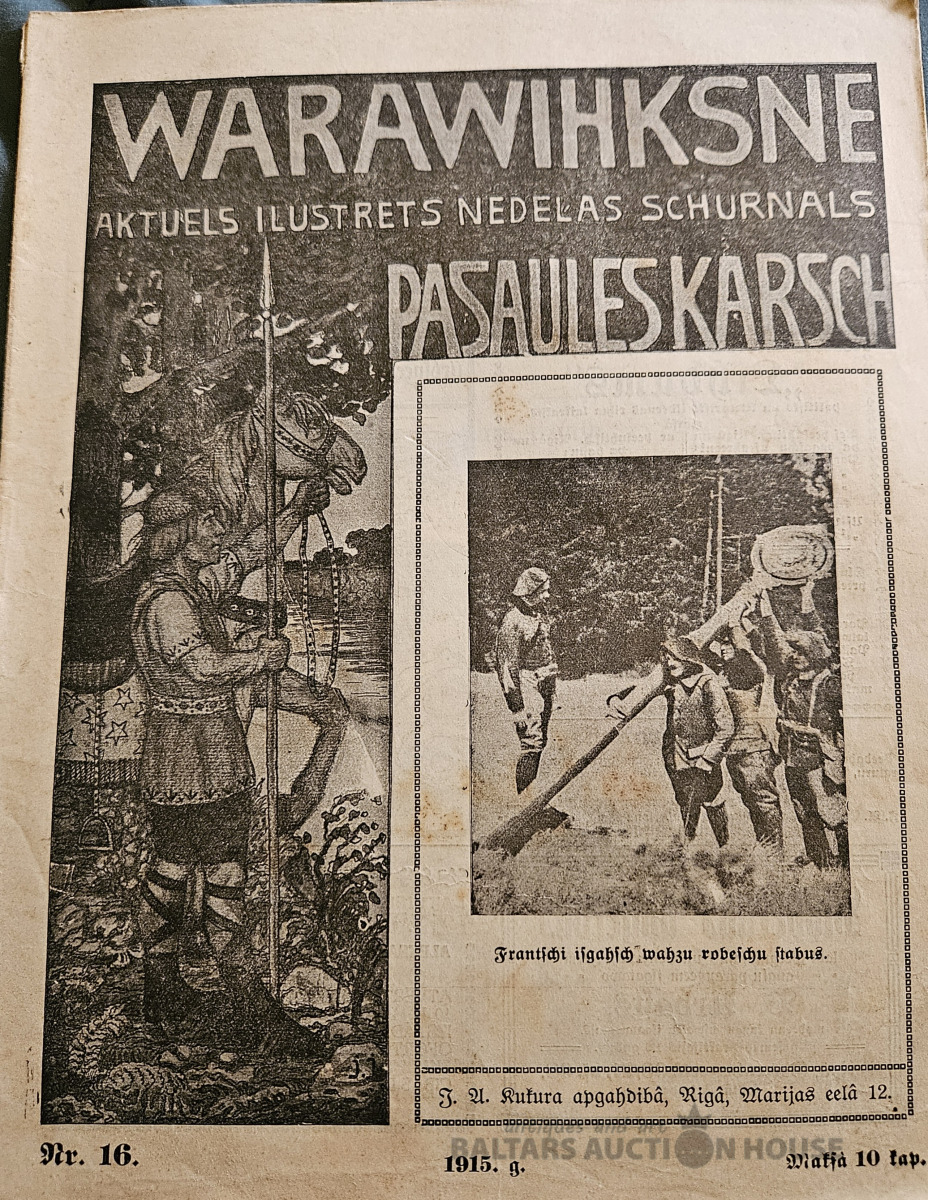 WARAWIHKSNE
AKTUELS ILUSTRETS NEDELAS SCHURNALS
PASAULES KARSCH
Frantſchi iſgahſch wahzu robeſchu ſtabus.
J. A. Kukura apgahdibâ, Rigâ, Marijas eelâ 12.
Nr. 16.
1915. g.
Makſà 10 kap.
BALTARS AUCTION HOUSE